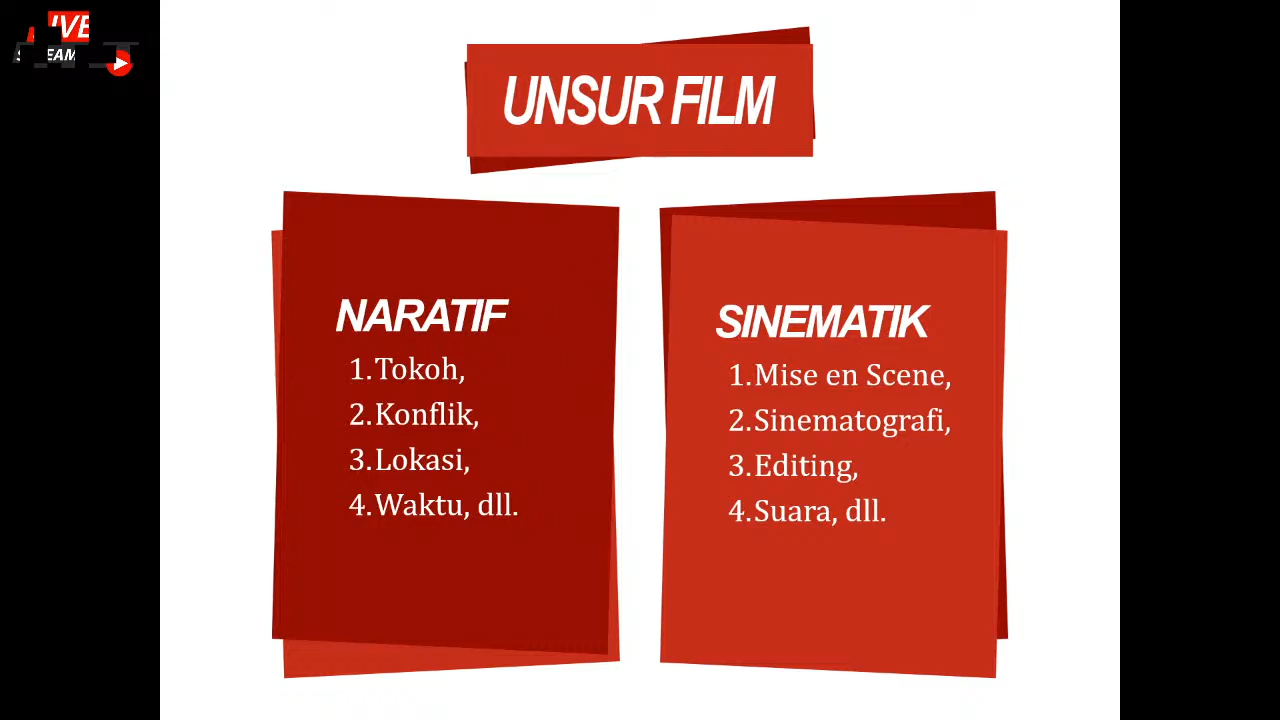 UNSUR FILM
NARATIF
1.Tokoh,
2.Konflik,
3.Lokasi,
4.Waktu, dll.
SINEMATIK
1.Mise en Scene,
2.Sinematografi,
3.Editing,
4.Suara, dll.